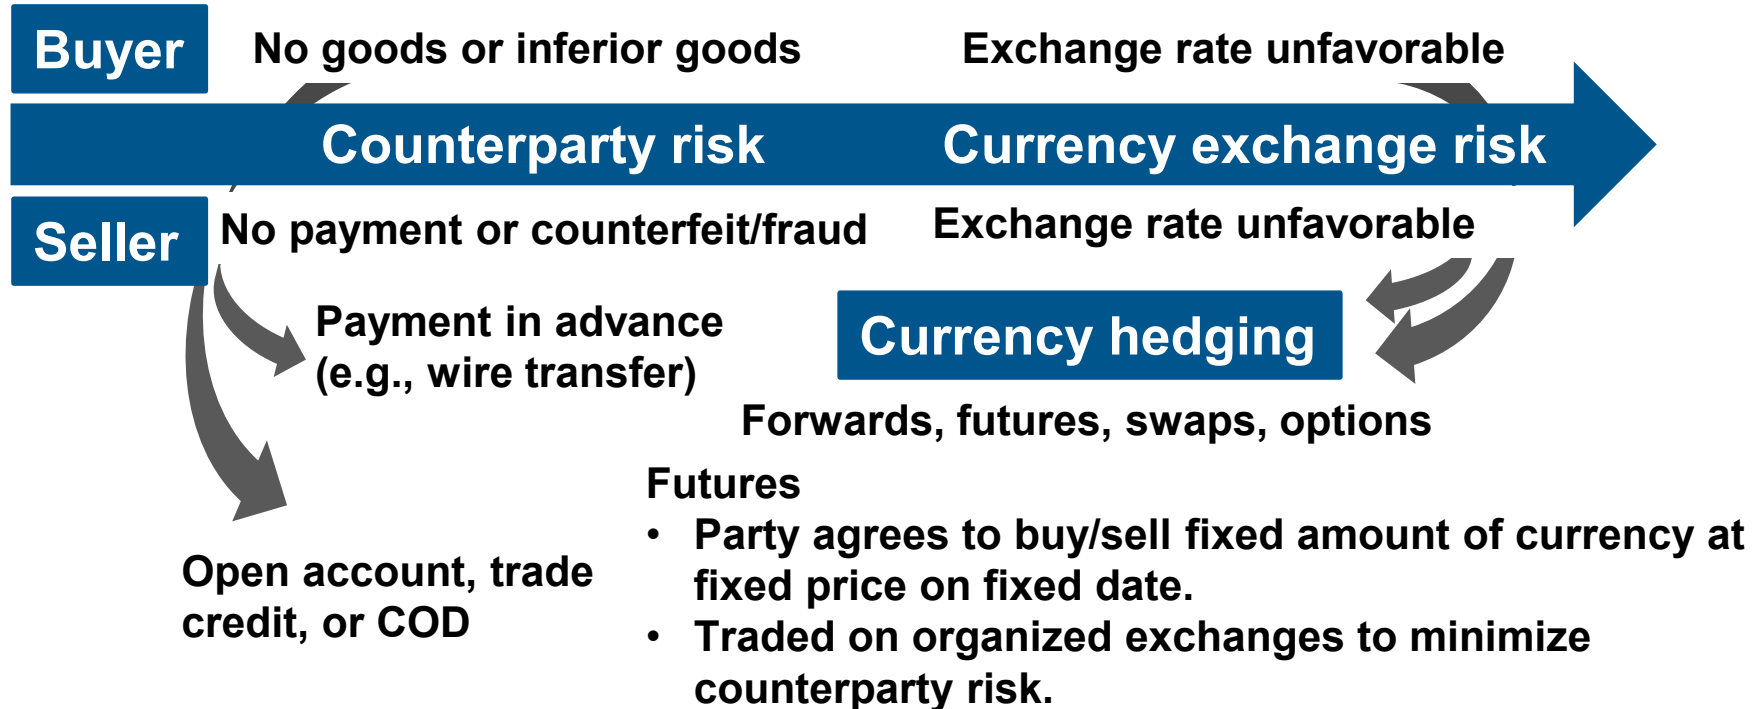 Buyer
No goods or inferior goods
Exchange rate unfavorable
Counterparty risk
Currency exchange risk
Seller
No payment or counterfeit/fraud
Exchange rate unfavorable
Payment in advance
(e.g., wire transfer)
Currency hedging
Forwards, futures, swaps, options
Open account, trade
credit, or COD
Futures
• Party agrees to buy/sell fixed amount of currency at
fixed price on fixed date.
• Traded on organized exchanges to minimize
counterparty risk.